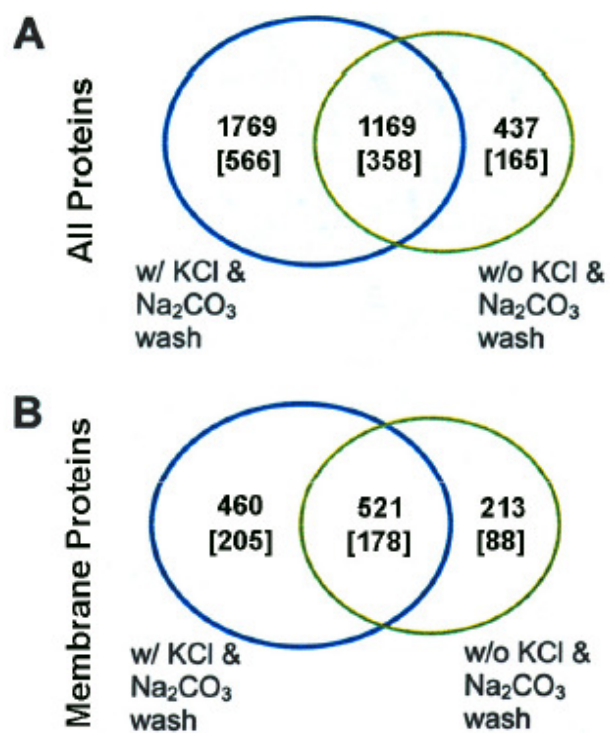 A
All Proteins
1769
[566]
1169
[358]
437
[165]
w/ KCl &
Na₂CO₃
wash
w/o KCl &
Na₂CO₃
wash
B
Membrane Proteins
460
[205]
521
[178]
213
[88]
w/ KCl &
Na₂CO₃
wash
w/o KCl &
Na₂CO₃
wash